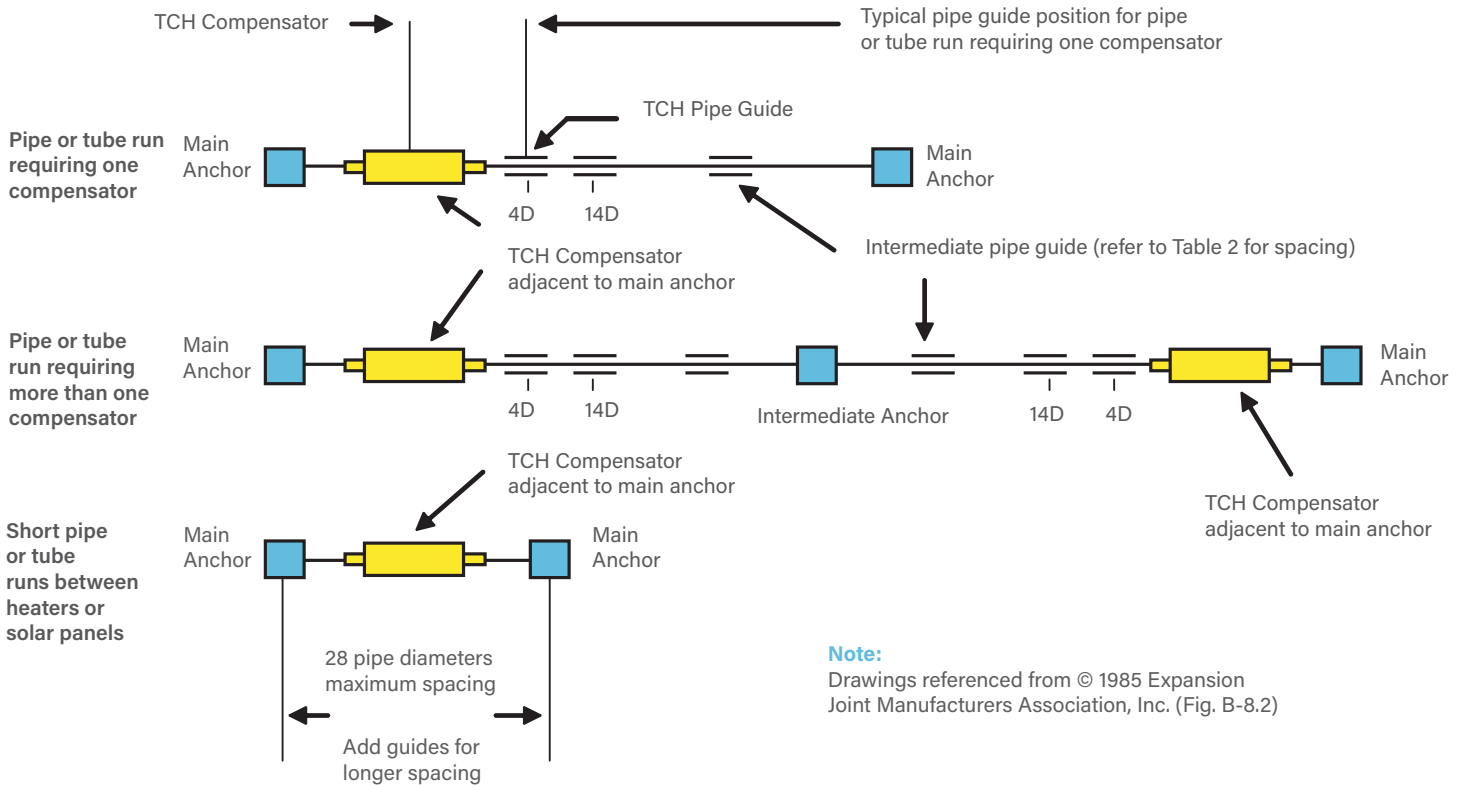 TCH Compensator
Typical pipe guide position for pipe
or tube run requiring one compensator
TCH Pipe Guide
Pipe or tube run
requiring one
compensator
Main
Anchor
Main
Anchor
4D
14D
TCH Compensator
adjacent to main anchor
Intermediate pipe guide (refer to Table 2 for spacing)
Pipe or tube
run requiring
more than one
compensator
Main
Anchor
Main
Anchor
4D
14D
Intermediate Anchor
14D
4D
TCH Compensator
adjacent to main anchor
TCH Compensator
adjacent to main anchor
Short pipe
or tube
runs between
heaters or
solar panels
Main
Anchor
Main
Anchor
28 pipe diameters
maximum spacing
Add guides for
longer spacing
Note:
Drawings referenced from © 1985 Expansion
Joint Manufacturers Association, Inc. (Fig. B-8.2)